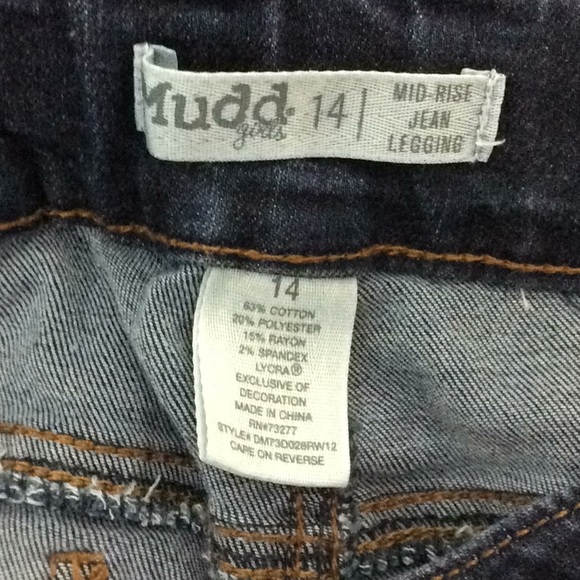 Mudd.
girls
14 |
MID-RISE
JEAN
LEGGING
14
63% COTTON
20% POLYESTER
15% RAYON
2% SPANDEX
LYCRA®
EXCLUSIVE OF
DECORATION
MADE IN CHINA
RN#73277
STYLE# DM73D028RW12
CARE ON REVERSE